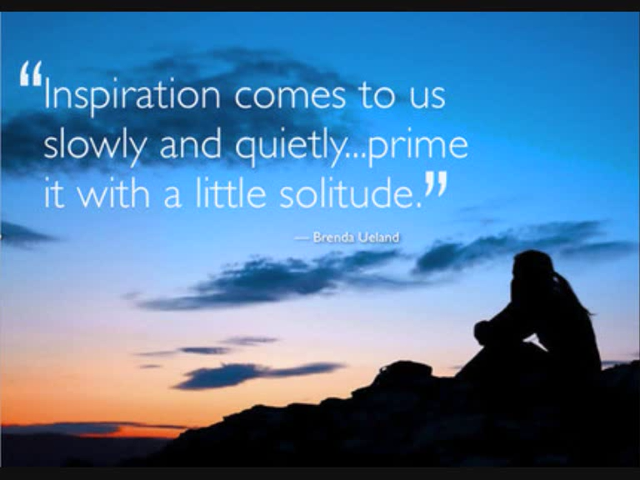 “Inspiration comes to us
slowly and quietly...prime
it with a little solitude.”
— Brenda Ueland